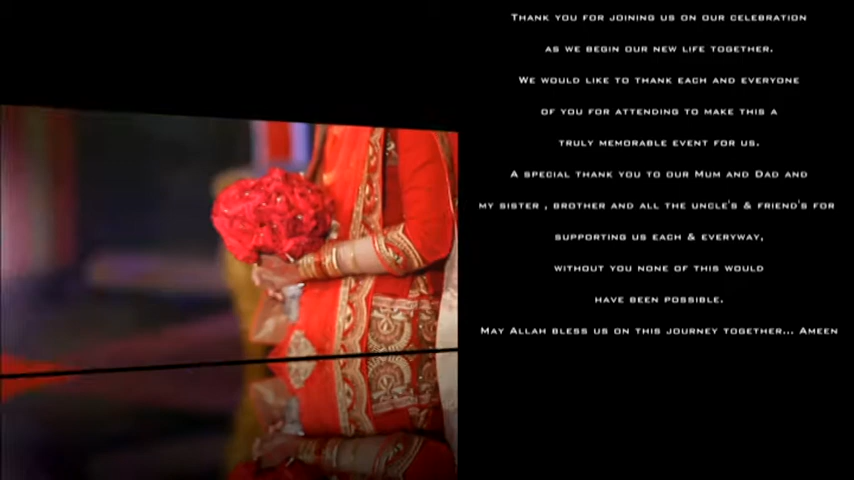 Thank you for joining us on our celebration
as we begin our new life together.
We would like to thank each and everyone
of you for attending to make this a
truly memorable event for us.
A special thank you to our Mum and Dad and
my sister , brother and all the uncle's & friend's for
supporting us each & everyway,
without you none of this would
have been possible.
May Allah bless us on this journey together... Ameen